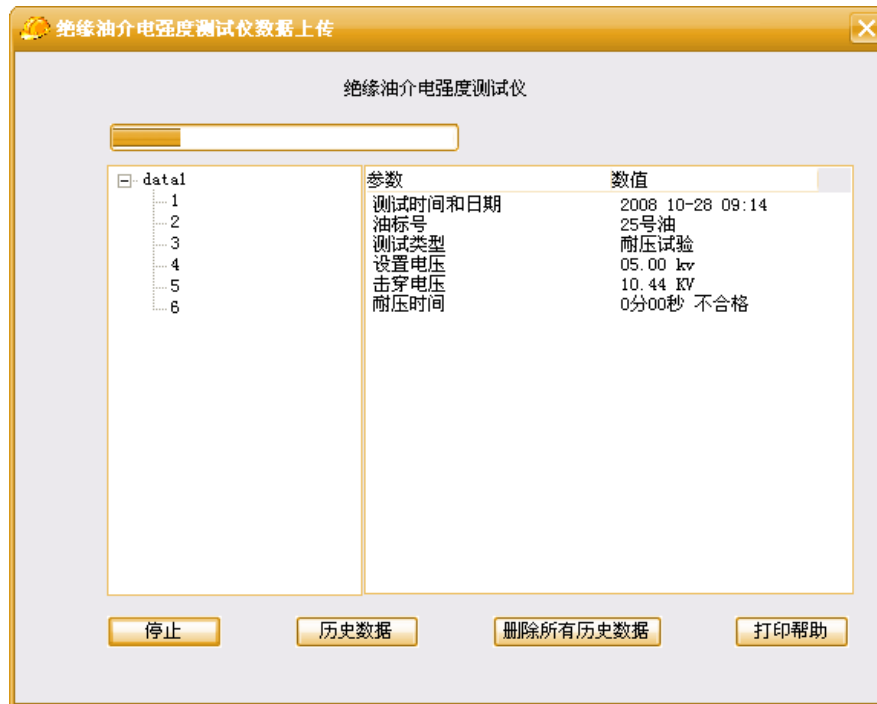 绝缘油介电强度测试仪数据上传
绝缘油介电强度测试仪
data1
1
2
3
4
5
6
参数 数值
测试时间和日期 2008 10-28 09:14
油标号 25号油
测试类型 耐压试验
设置电压 05.00 kv
击穿电压 10.44 KV
耐压时间 0分00秒 不合格
停止 历史数据 删除所有历史数据 打印帮助